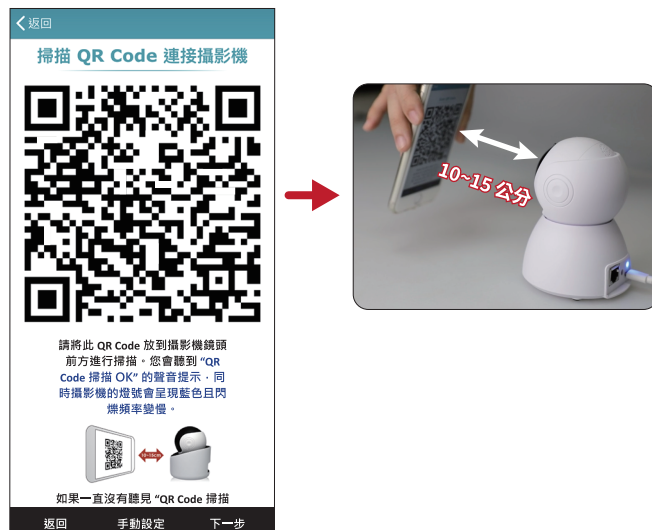 返回
掃描 QR Code 連接攝影機
請將此 QR Code 放到攝影機鏡頭
前方進行掃描。您會聽到 “QR
Code 掃描 OK” 的聲音提示，同
時攝影機的燈號會呈現藍色且閃
爍頻率變慢。
10~15cm
如果一直沒有聽見 “QR Code 掃描
返回 手動設定 下一步
10~15 公分